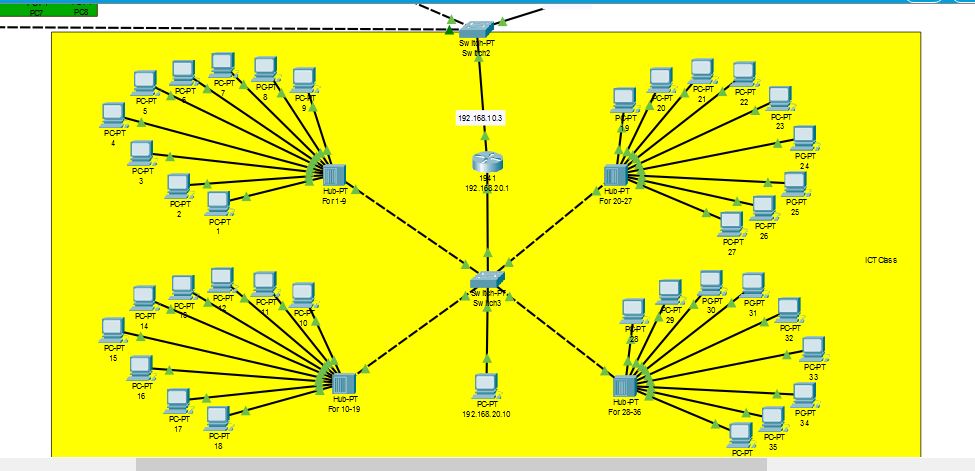 PC7
PC8
Switch-PT
Switch2
PC-PT
5
PC-PT
6
PC-PT
7
PC-PT
8
PC-PT
9
PC-PT
4
PC-PT
3
PC-PT
2
PC-PT
1
Hub-PT
For 1-9
192.168.10.3
1941
192.168.20.1
PC-PT
19
PC-PT
20
PC-PT
21
PC-PT
22
PC-PT
23
PC-PT
24
PC-PT
25
PC-PT
26
PC-PT
27
Hub-PT
For 20-27
ICT Class
Switch-PT
Switch3
PC-PT
14
PC-PT
13
PC-PT
12
PC-PT
11
PC-PT
10
PC-PT
15
PC-PT
16
PC-PT
17
PC-PT
18
Hub-PT
For 10-19
PC-PT
192.168.20.10
PC-PT
28
PC-PT
29
PC-PT
30
PC-PT
31
PC-PT
32
PC-PT
33
PC-PT
34
PC-PT
35
PC-PT
Hub-PT
For 28-36